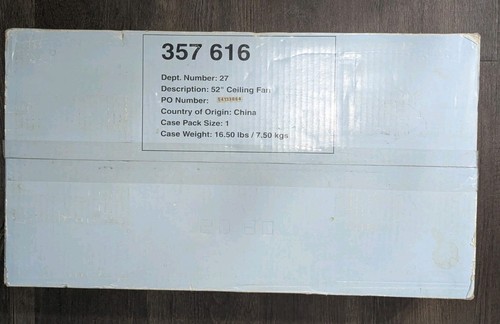 357 616
Dept. Number: 27
Description: 52" Ceiling Fan
PO Number:
Country of Origin: China
Case Pack Size: 1
Case Weight: 16.50 lbs / 7.50 kgs